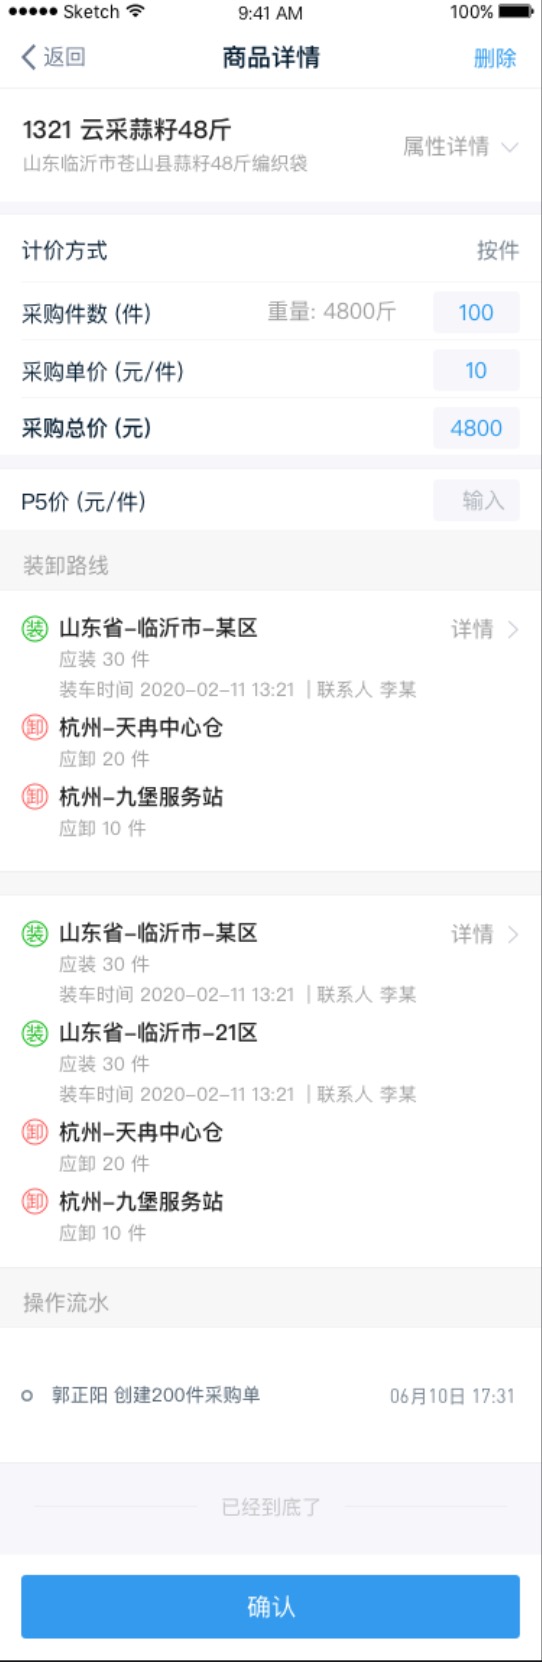 Sketch 9:41 AM 100%
返回 商品详情 删除
1321 云采蒜籽48斤
山东临沂市苍山县蒜籽48斤编织袋
属性详情
计价方式 按件
采购件数 (件) 重量: 4800斤 100
采购单价 (元/件) 10
采购总价 (元) 4800
P5价 (元/件) 输入
装卸路线
装 山东省-临沂市-某区 详情
应装 30 件
装车时间 2020-02-11 13:21 | 联系人 李某
卸 杭州-天冉中心仓
应卸 20 件
卸 杭州-九堡服务站
应卸 10 件
装 山东省-临沂市-某区 详情
应装 30 件
装车时间 2020-02-11 13:21 | 联系人 李某
装 山东省-临沂市-21区
应装 30 件
装车时间 2020-02-11 13:21 | 联系人 李某
卸 杭州-天冉中心仓
应卸 20 件
卸 杭州-九堡服务站
应卸 10 件
操作流水
郭正阳 创建200件采购单 06月10日 17:31
已经到底了
确认